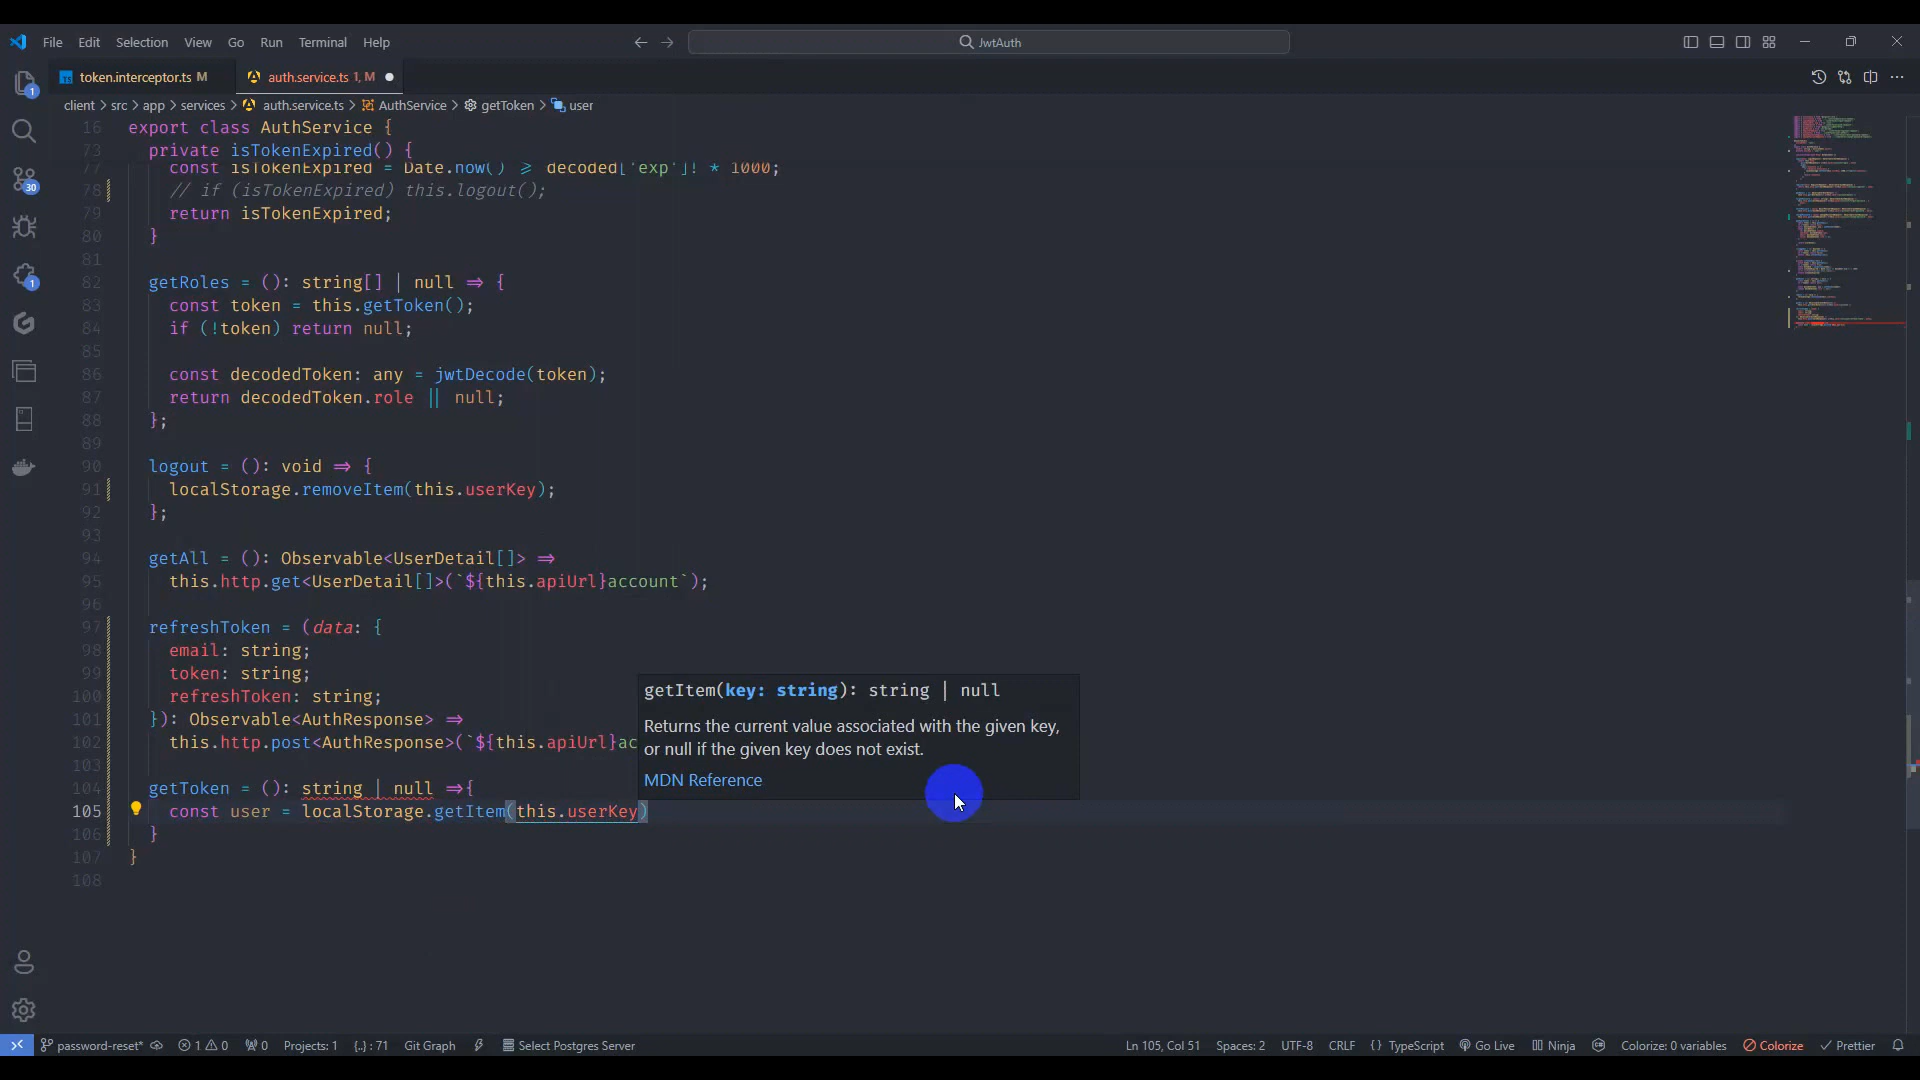 File Edit Selection View Go Run Terminal Help
JwtAuth
token.interceptor.ts M
auth.service.ts 1, M
client > src > app > services > auth.service.ts > AuthService > getToken > user
16 export class AuthService {
73 private isTokenExpired() {
77 const isTokenExpired = Date.now() >= decoded['exp']! * 1000;
78 // if (isTokenExpired) this.logout();
79 return isTokenExpired;
80 }
81
82 getRoles = (): string[] | null => {
83 const token = this.getToken();
84 if (!token) return null;
85
86 const decodedToken: any = jwtDecode(token);
87 return decodedToken.role || null;
88 };
89
90 logout = (): void => {
91 localStorage.removeItem(this.userKey);
92 };
93
94 getAll = (): Observable<UserDetail[]> =>
95 this.http.get<UserDetail[]>(`${this.apiUrl}account`);
96
97 refreshToken = (data: {
98 email: string;
99 token: string;
100 refreshToken: string;
101 }): Observable<AuthResponse> =>
102 this.http.post<AuthResponse>(`${this.apiUrl}ac
103
104 getToken = (): string | null =>{
105 const user = localStorage.getItem(this.userKey)
106 }
107 }
108
getItem(key: string): string | null
Returns the current value associated with the given key,
or null if the given key does not exist.
MDN Reference
1
30
1
password-reset* 1 0 0 Projects: 1 {..} : 71 Git Graph Select Postgres Server
Ln 105, Col 51 Spaces: 2 UTF-8 CRLF {} TypeScript Go Live Ninja Colorize: 0 variables Colorize Prettier